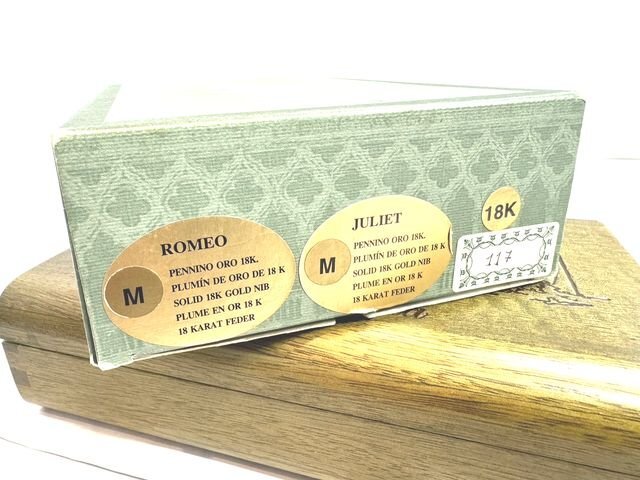 ROMEO
M
PENNINO ORO 18K.
PLUMÍN DE ORO DE 18 K
SOLID 18K GOLD NIB
PLUME EN OR 18 K
18 KARAT FEDER
JULIET
M
PENNINO ORO 18K.
PLUMÍN DE ORO DE 18 K
SOLID 18K GOLD NIB
PLUME EN OR 18 K
18 KARAT FEDER
18K
117